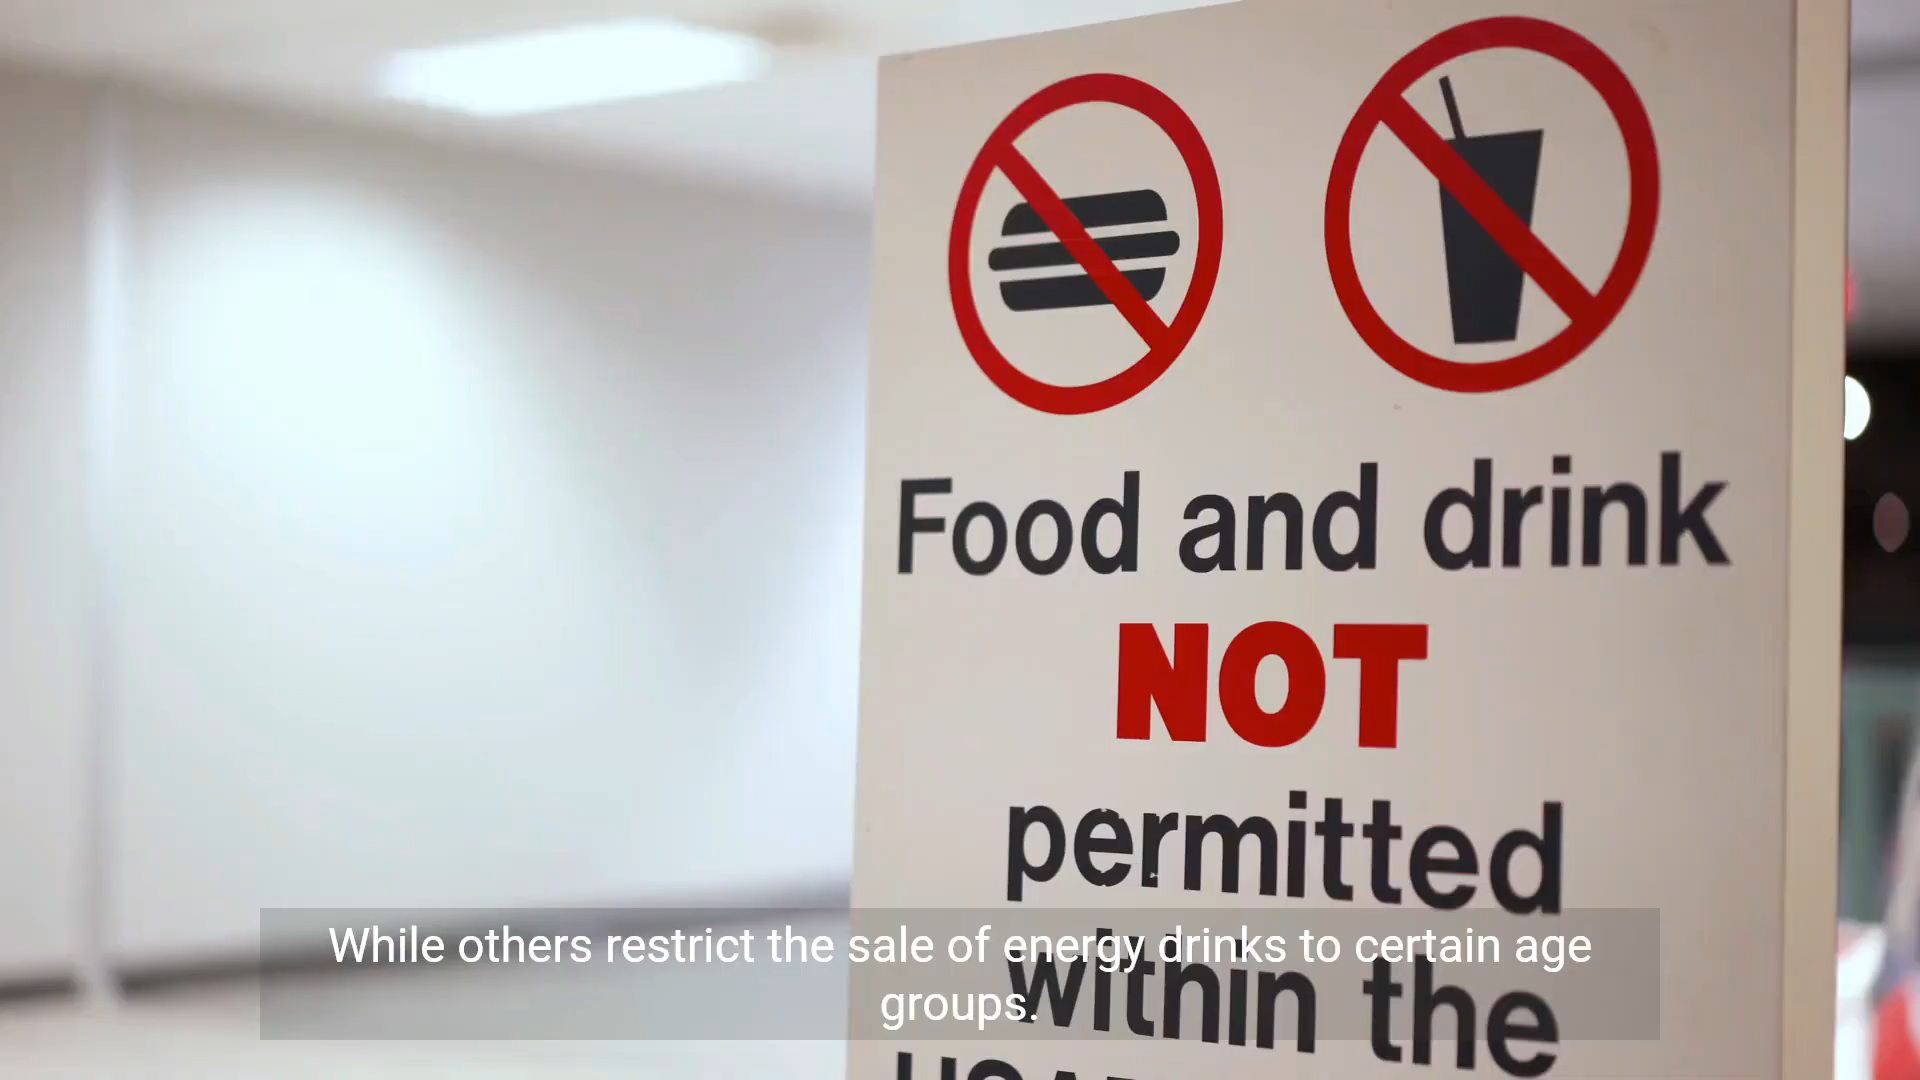 Food and drink
NOT
permitted
within the
While others restrict the sale of energy drinks to certain age
groups.